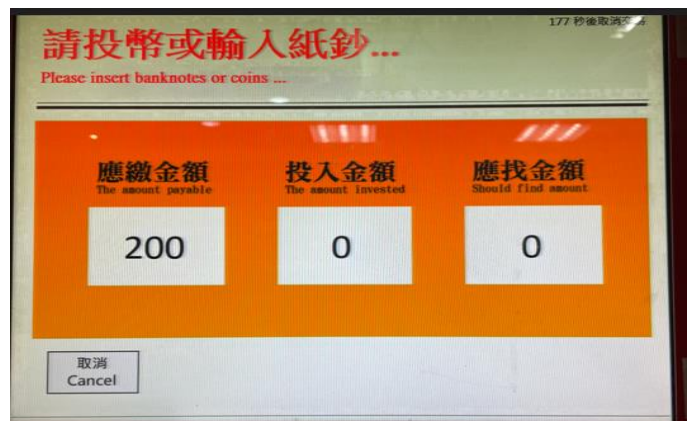 177 秒後取消交易
請投幣或輸入紙鈔...
Please insert banknotes or coins ...
應繳金額 投入金額 應找金額
The amount payable The amount invested Should find amount
200 0 0
取消
Cancel